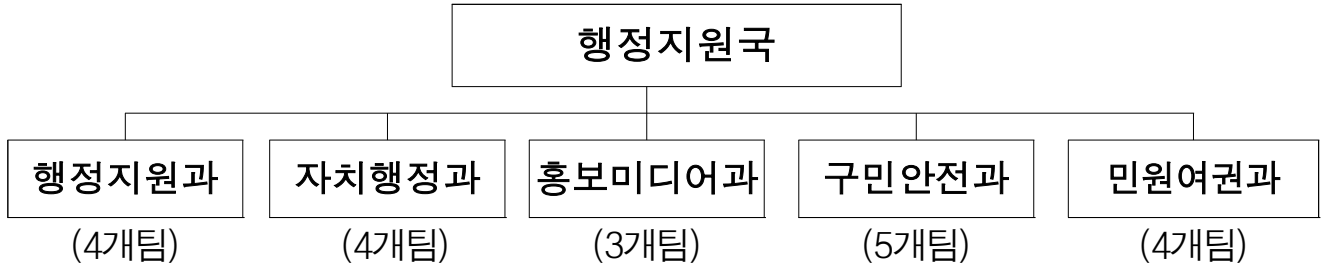 행정지원국
행정지원과 자치행정과 홍보미디어과 구민안전과 민원여권과
(4개팀) (4개팀) (3개팀) (5개팀) (4개팀)